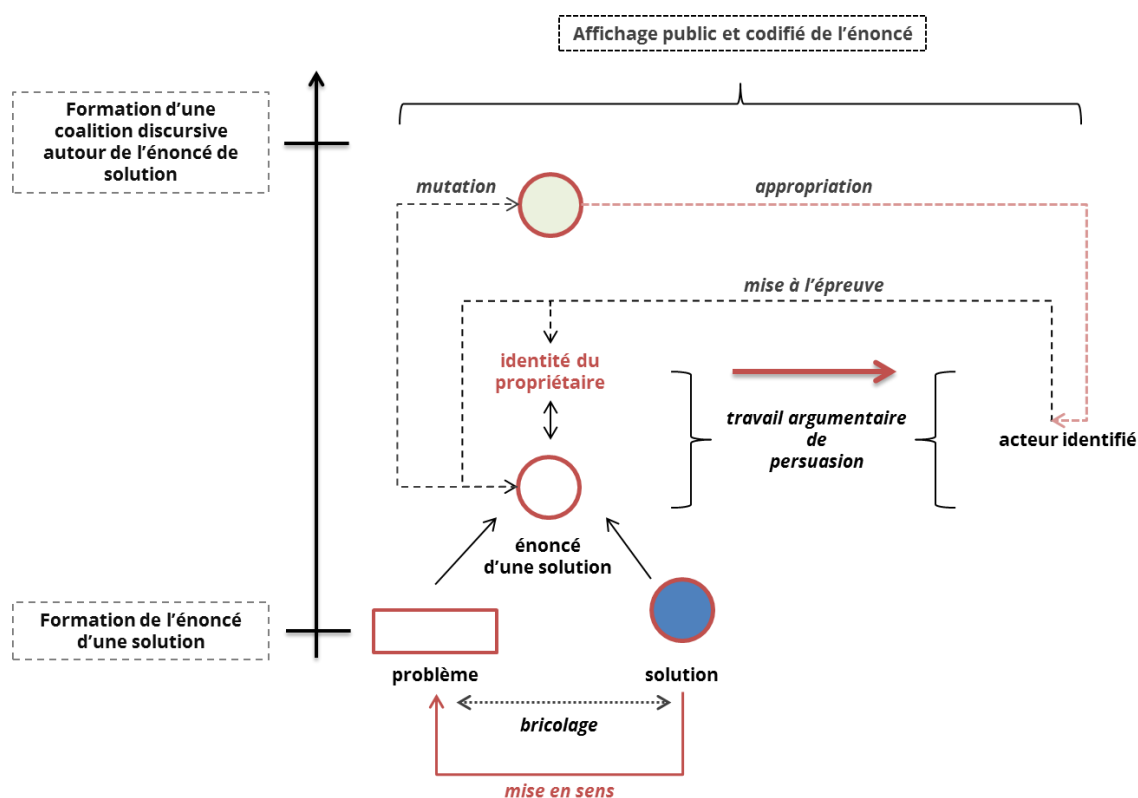 Affichage public et codifié de l’énoncé
Formation d’une
coalition discursive
autour de l’énoncé de
solution
mutation
appropriation
mise à l’épreuve
identité du
propriétaire
travail argumentaire
de
persuasion
acteur identifié
énoncé
d’une solution
Formation de l’énoncé
d’une solution
problème
solution
bricolage
mise en sens